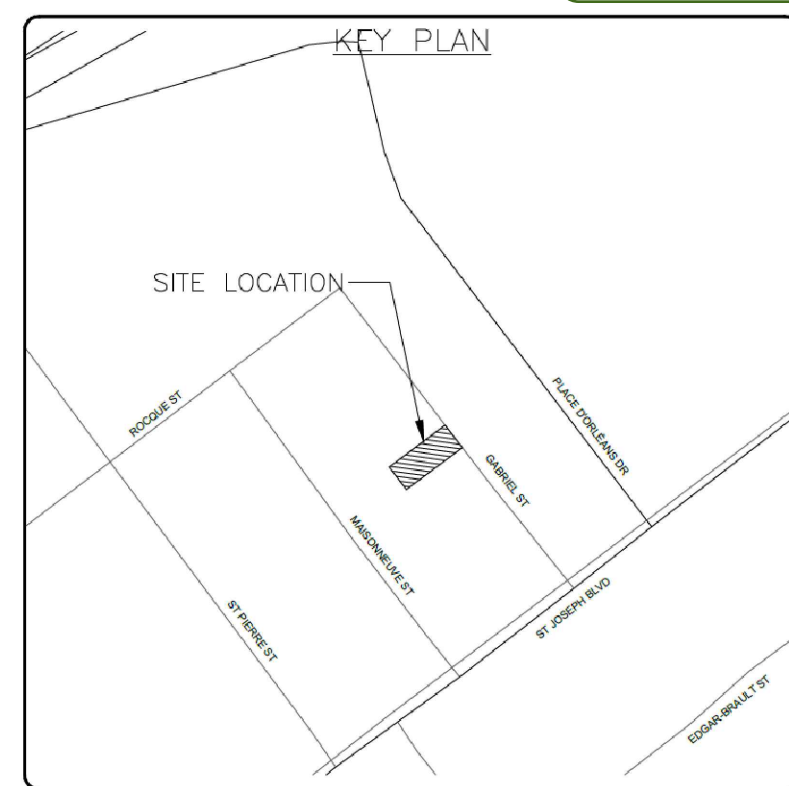 KEY PLAN
SITE LOCATION
ROCQUE ST
PLACE D'ORLÉANS DR
GABRIEL ST
MAISONNEUVE ST
ST PIERRE ST
ST JOSEPH BLVD
EDGAR-BRAULT ST